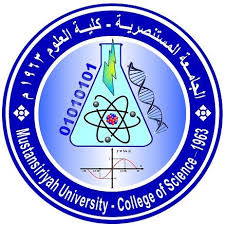 الجامعة المستنصرية - كلية العلوم ١٩٦٣ م
01010101
Mustansiriyah University - College of Science - 1963